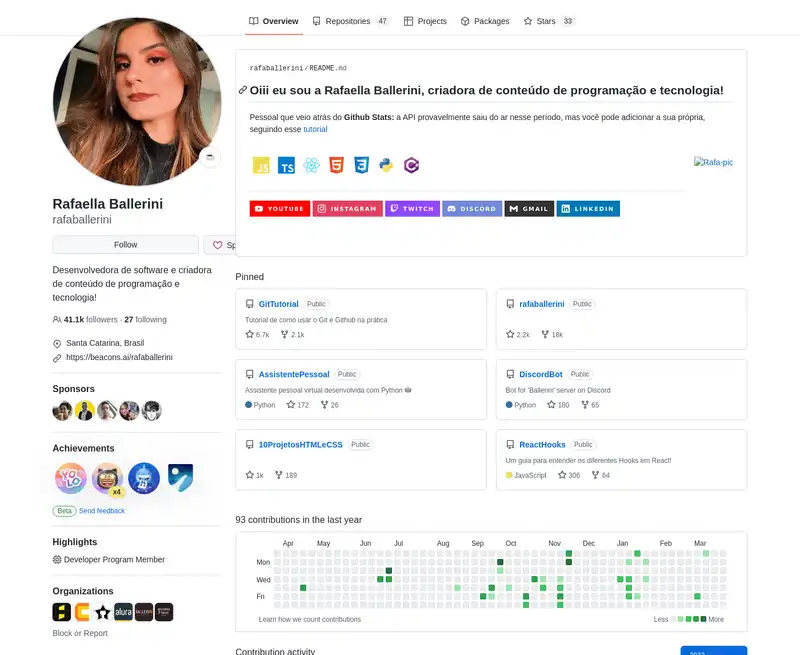 Overview
Repositories 47
Projects
Packages
Stars 33
Rafaella Ballerini
rafaballerini
Follow
Sp
Desenvolvedora de software e criadora
de conteúdo de programação e
tecnologia!
41.1k followers · 27 following
Santa Catarina, Brasil
https://beacons.ai/rafaballerini
Sponsors
Achievements
YOLO
x4
Beta Send feedback
Highlights
Developer Program Member
Organizations
alura
Block or Report
rafaballerini/README.md
Oiii eu sou a Rafaella Ballerini, criadora de conteúdo de programação e tecnologia!
Pessoal que veio atrás do Github Stats: a API provavelmente saiu do ar nesse período, mas você pode adicionar a sua própria,
seguindo esse tutorial
JS TS
Rafa-pic
YOUTUBE INSTAGRAM TWITCH DISCORD GMAIL LINKEDIN
Pinned
GitTutorial Public
Tutorial de como usar o Git e Github na prática
6.7k 2.1k
rafaballerini Public
2.2k 18k
AssistentePessoal Public
Assistente pessoal virtual desenvolvida com Python
Python 172 26
DiscordBot Public
Bot for 'Ballerini' server on Discord
Python 180 65
10ProjetosHTMLeCSS Public
1k 189
ReactHooks Public
Um guia para entender os diferentes Hooks em React!
JavaScript 306 64
93 contributions in the last year
Apr May Jun Jul Aug Sep Oct Nov Dec Jan Feb Mar
Mon
Wed
Fri
Learn how we count contributions
Less More
Contribution activity
2023